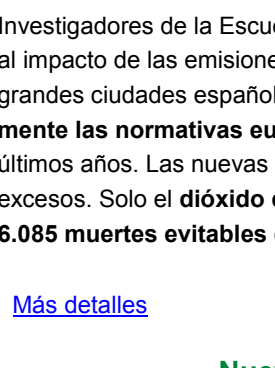 Investigadores de la Escue
al impacto de las emisione
grandes ciudades español
mente las normativas eu
últimos años. Las nuevas
excesos. Solo el dióxido
6.085 muertes evitables
Más detalles